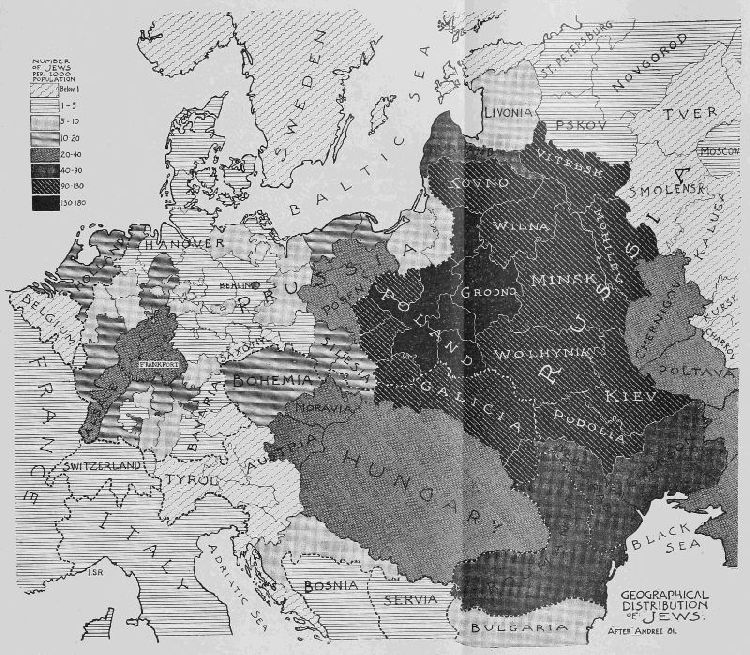 NUMBER
OF JEWS
PER 1000
POPULATION
Below 1
1-5
5-10
10-20
20-40
40-90
90-130
130-180
SWEDEN
BALTIC SEA
ST. PETERSBURG
NOVGOROD
LIVONIA
PSKOV
TVER
MOSCOW
VITEBSK
SMOLENSK
KOVNO
WILNA
MOHILEV
KALUGA
RUSSIA
MINSK
GRODNO
HOLLAND
HANOVER
BERLIN
PRUSSIA
POSEN
POLAND
CHERNIGOV
KURSK
BELGIUM
SAXONY
SILESIA
WOLHYNIA
POLTAVA
FRANKFORT
BOHEMIA
KIEV
FRANCE
MORAVIA
GALICIA
PODOLIA
BAVARIA
SWITZERLAND
AUSTRIA
HUNGARY
TYROL
ITALY
I.SR
ADRIATIC SEA
BOSNIA
SERVIA
BULGARIA
BLACK
SEA
GEOGRAPHICAL
DISTRIBUTION
OF JEWS.
AFTER ANDREE 81.